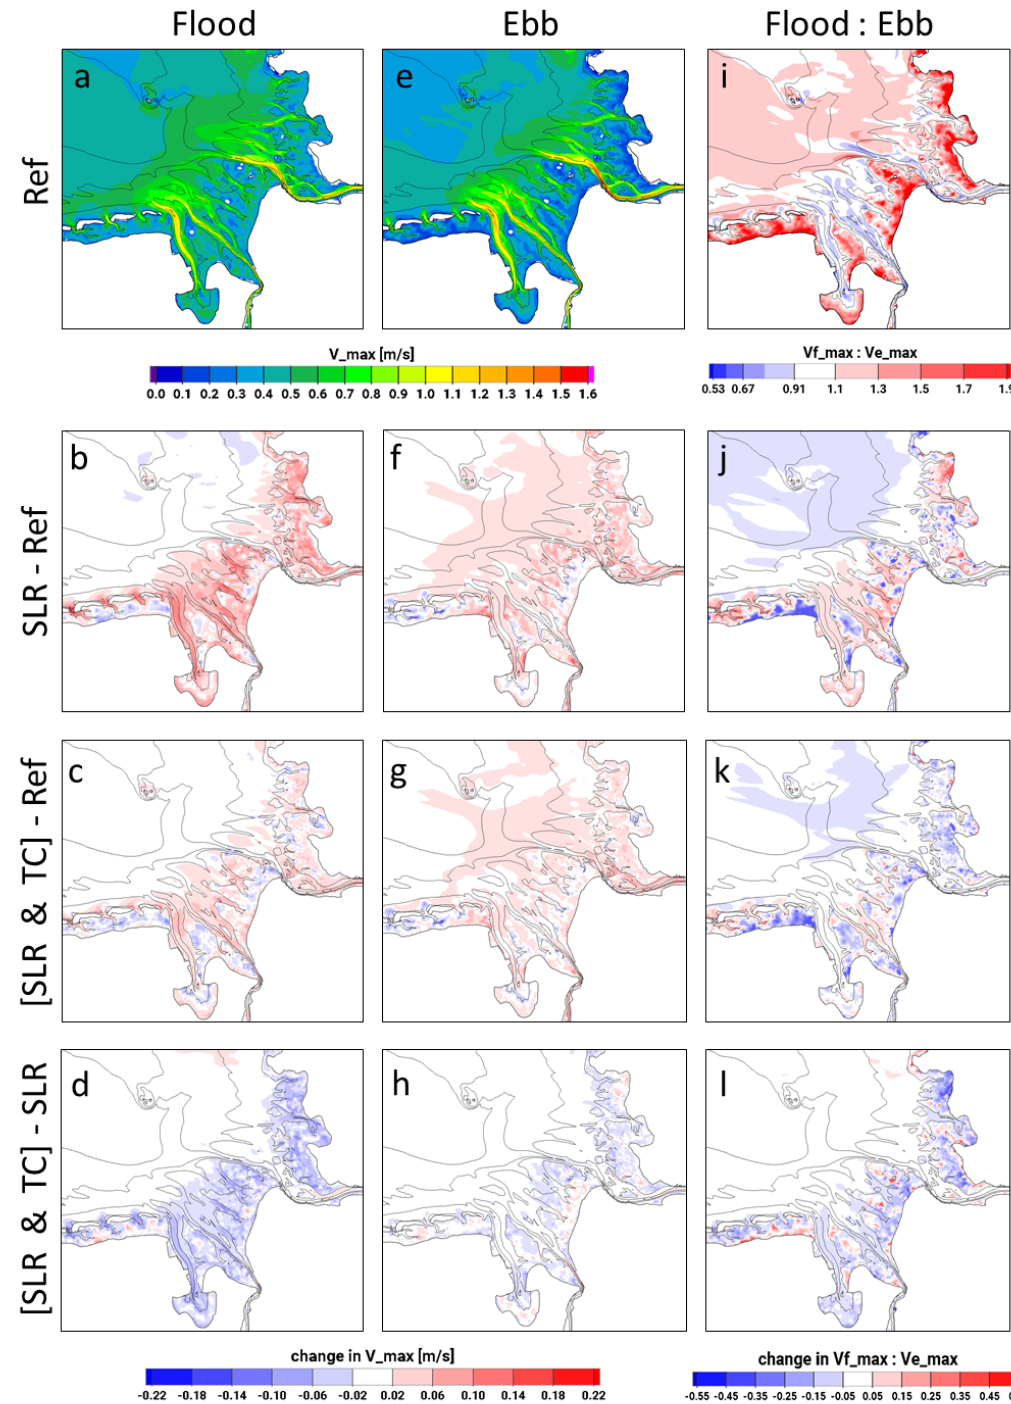 Flood Ebb Flood : Ebb
Ref
a e i
V_max [m/s] Vf_max : Ve_max
0.0 0.1 0.2 0.3 0.4 0.5 0.6 0.7 0.8 0.9 1.0 1.1 1.2 1.3 1.4 1.5 1.6 0.53 0.67 0.91 1.1 1.3 1.5 1.7 1.9
SLR - Ref
b f j
[SLR & TC] - Ref
c g k
[SLR & TC] - SLR
d h l
change in V_max [m/s] change in Vf_max : Ve_max
-0.22 -0.18 -0.14 -0.10 -0.06 -0.02 0.02 0.06 0.10 0.14 0.18 0.22 -0.55 -0.45 -0.35 -0.25 -0.15 -0.05 0.05 0.15 0.25 0.35 0.45